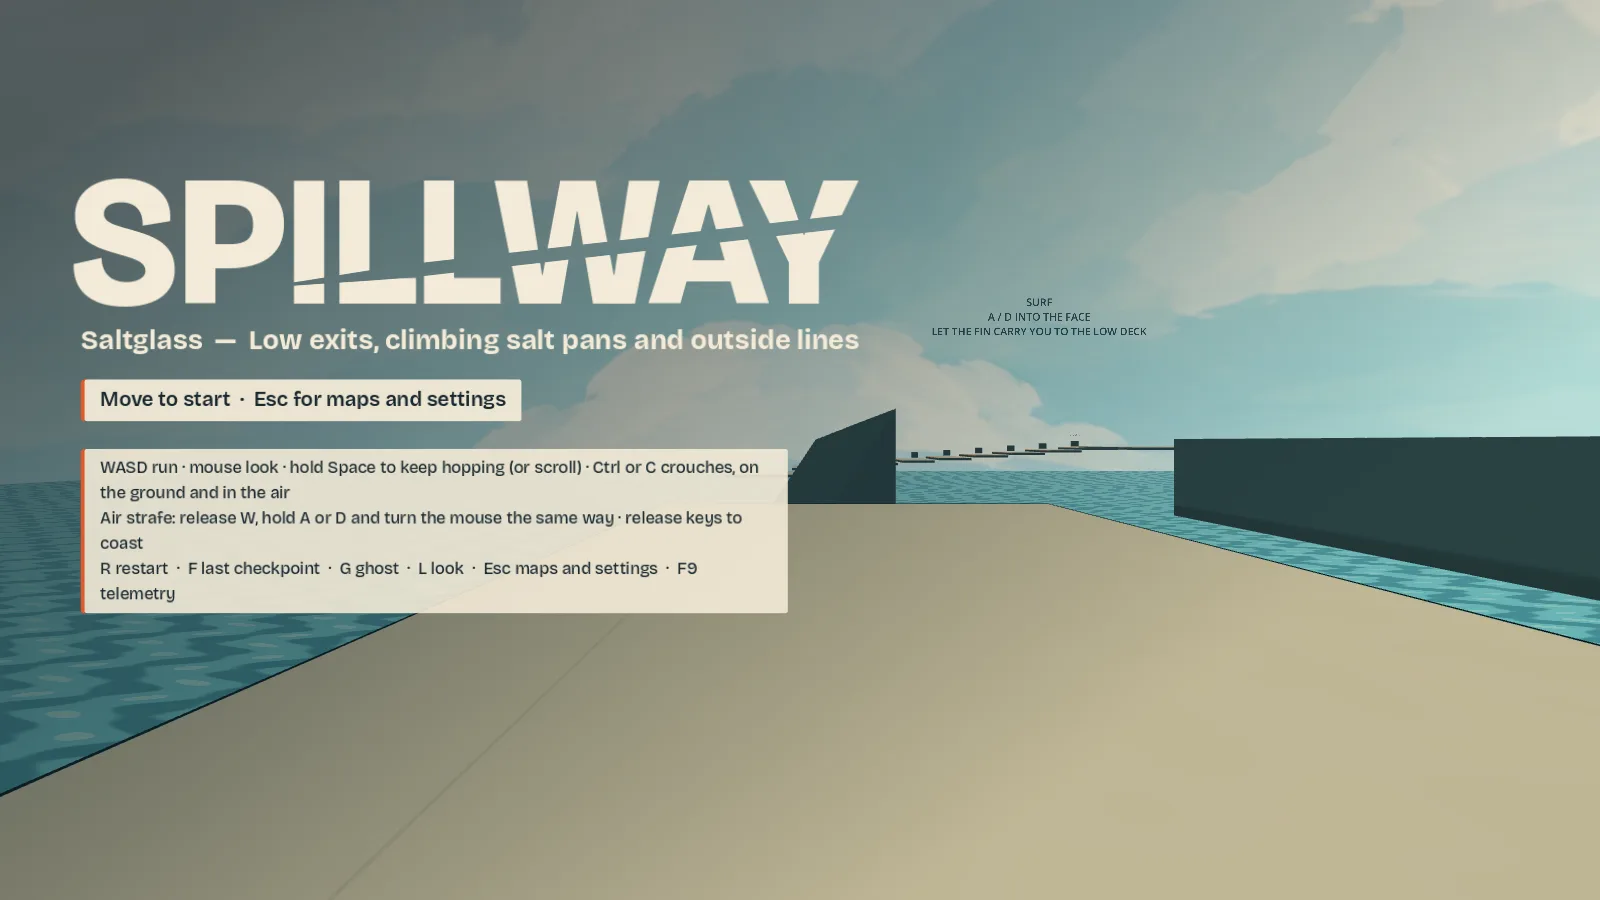 SPILLWAY
Saltglass — Low exits, climbing salt pans and outside lines
SURF
A / D INTO THE FACE
LET THE FIN CARRY YOU TO THE LOW DECK
Move to start · Esc for maps and settings
WASD run · mouse look · hold Space to keep hopping (or scroll) · Ctrl or C crouches, on
the ground and in the air
Air strafe: release W, hold A or D and turn the mouse the same way · release keys to
coast
R restart · F last checkpoint · G ghost · L look · Esc maps and settings · F9
telemetry